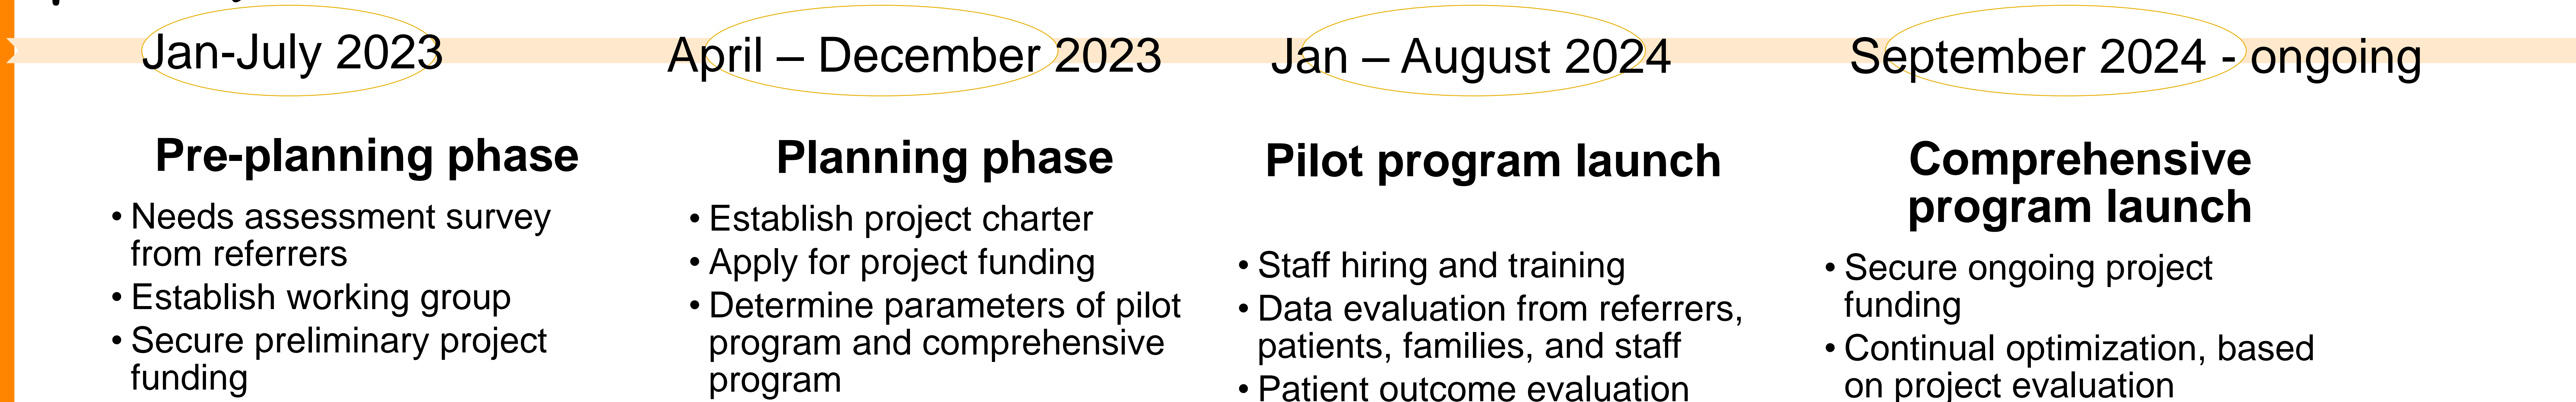 Jan-July 2023
April – December 2023
Jan – August 2024
September 2024 - ongoing
Pre-planning phase
• Needs assessment survey
from referrers
• Establish working group
• Secure preliminary project
funding
Planning phase
• Establish project charter
• Apply for project funding
• Determine parameters of pilot
program and comprehensive
program
Pilot program launch
• Staff hiring and training
• Data evaluation from referrers,
patients, families, and staff
• Patient outcome evaluation
Comprehensive
program launch
• Secure ongoing project
funding
• Continual optimization, based
on project evaluation